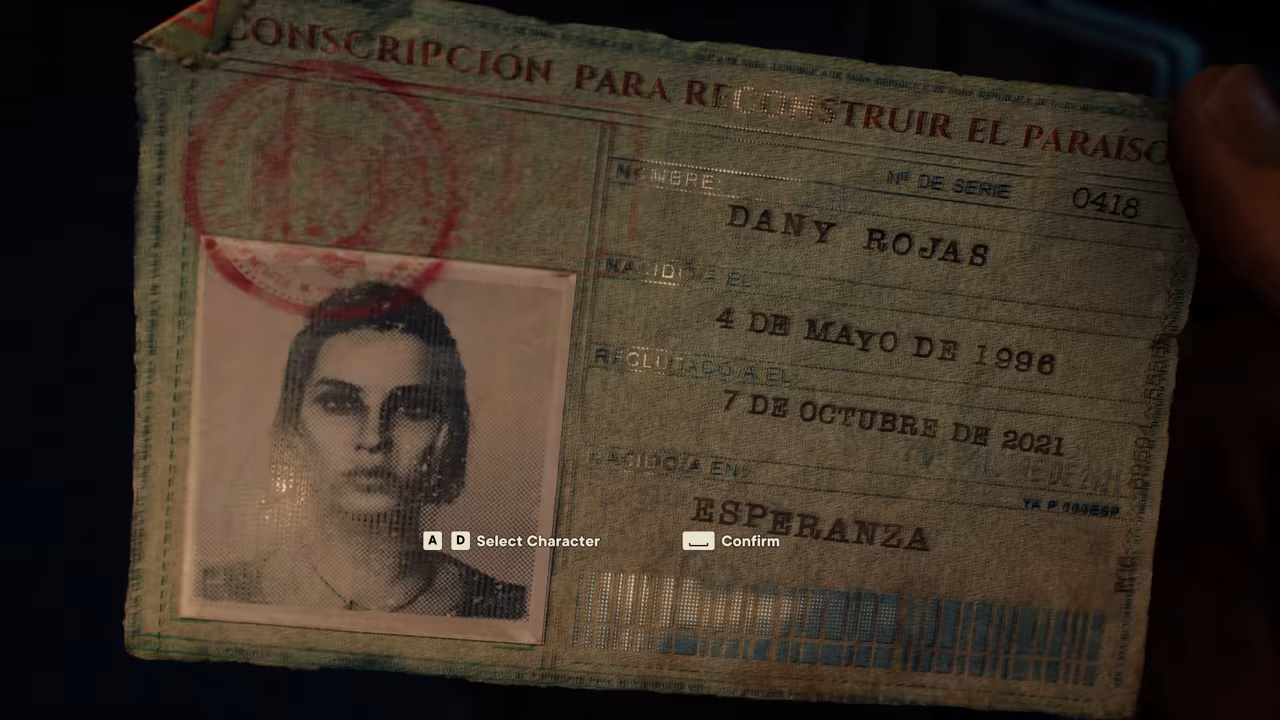 CONSCRIPCIÓN PARA RECONSTRUIR EL PARAÍSO
NOMBRE:
Nº DE SERIE
0418
DANY ROJAS
NACIDO/A EL:
4 DE MAYO DE 1996
RECLUTADO/A EL:
7 DE OCTUBRE DE 2021
NACIDO/A EN:
ESPERANZA
A D Select Character
Confirm